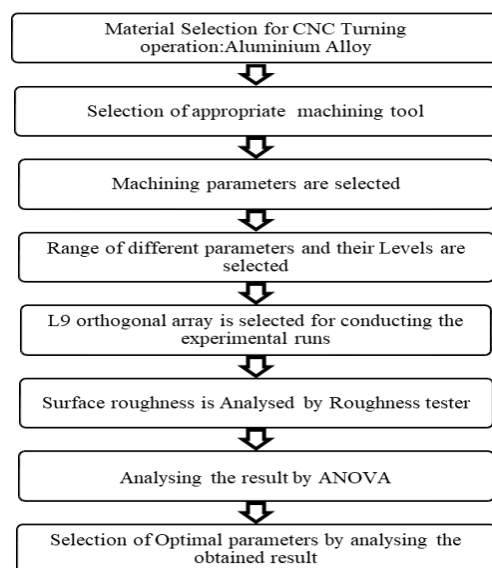 Material Selection for CNC Turning
operation:Aluminium Alloy
Selection of appropriate machining tool
Machining parameters are selected
Range of different parameters and their Levels are
selected
L9 orthogonal array is selected for conducting the
experimental runs
Surface roughness is Analysed by Roughness tester
Analysing the result by ANOVA
Selection of Optimal parameters by analysing the
obtained result